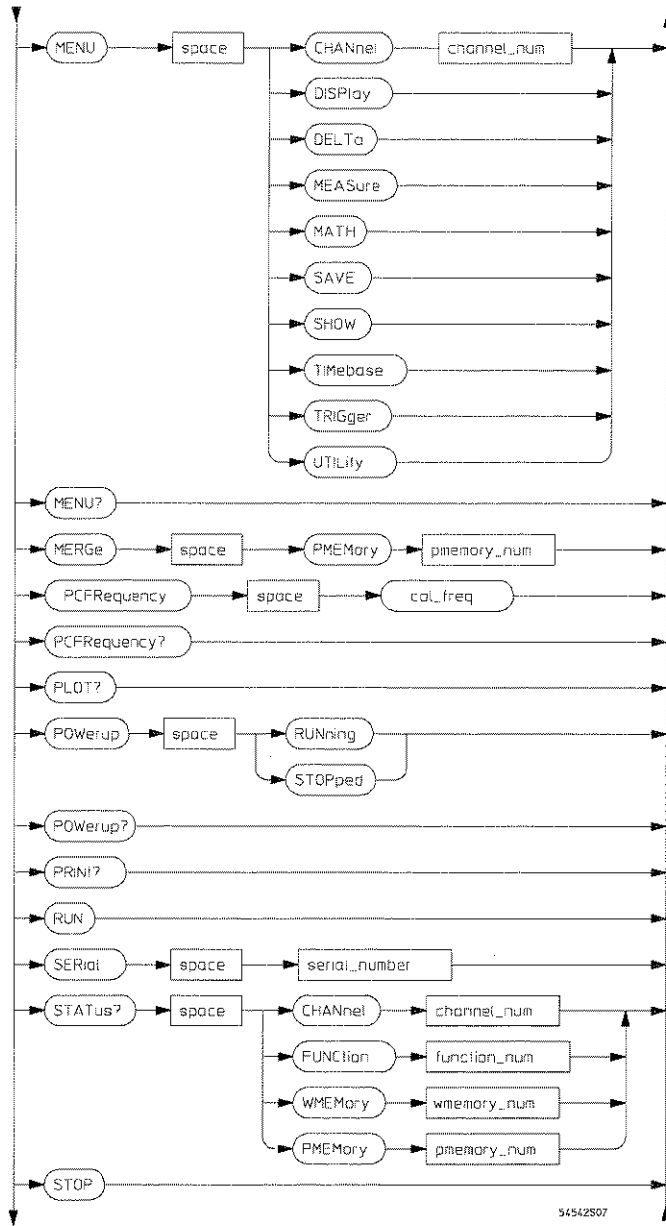 MENU space CHANnel channel_num
DISPlay
DELTa
MEASure
MATH
SAVE
SHOW
TIMebase
TRIGger
UTILity
MENU?
MERGe space PMEMory pmemory_num
PCFRequency space cal_freq
PCFRequency?
PLOT?
POWerup space RUNning
STOPped
POWerup?
PRINt?
RUN
SERial space serial_number
STATus? space CHANnel channel_num
FUNCtion function_num
WMEMory wmemory_num
PMEMory pmemory_num
STOP
54542S07